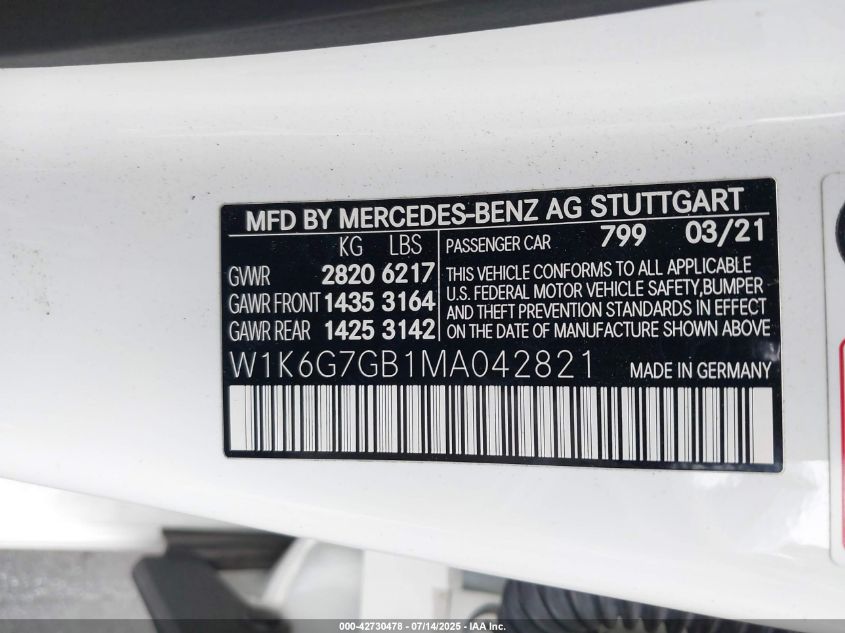 MFD BY MERCEDES-BENZ AG STUTTGART
KG LBS
GVWR 2820 6217
GAWR FRONT 1435 3164
GAWR REAR 1425 3142
PASSENGER CAR 799 03/21
THIS VEHICLE CONFORMS TO ALL APPLICABLE
U.S. FEDERAL MOTOR VEHICLE SAFETY, BUMPER
AND THEFT PREVENTION STANDARDS IN EFFECT
ON THE DATE OF MANUFACTURE SHOWN ABOVE
W1K6G7GB1MA042821 MADE IN GERMANY
000-42730478 - 07/14/2025 - IAA Inc.